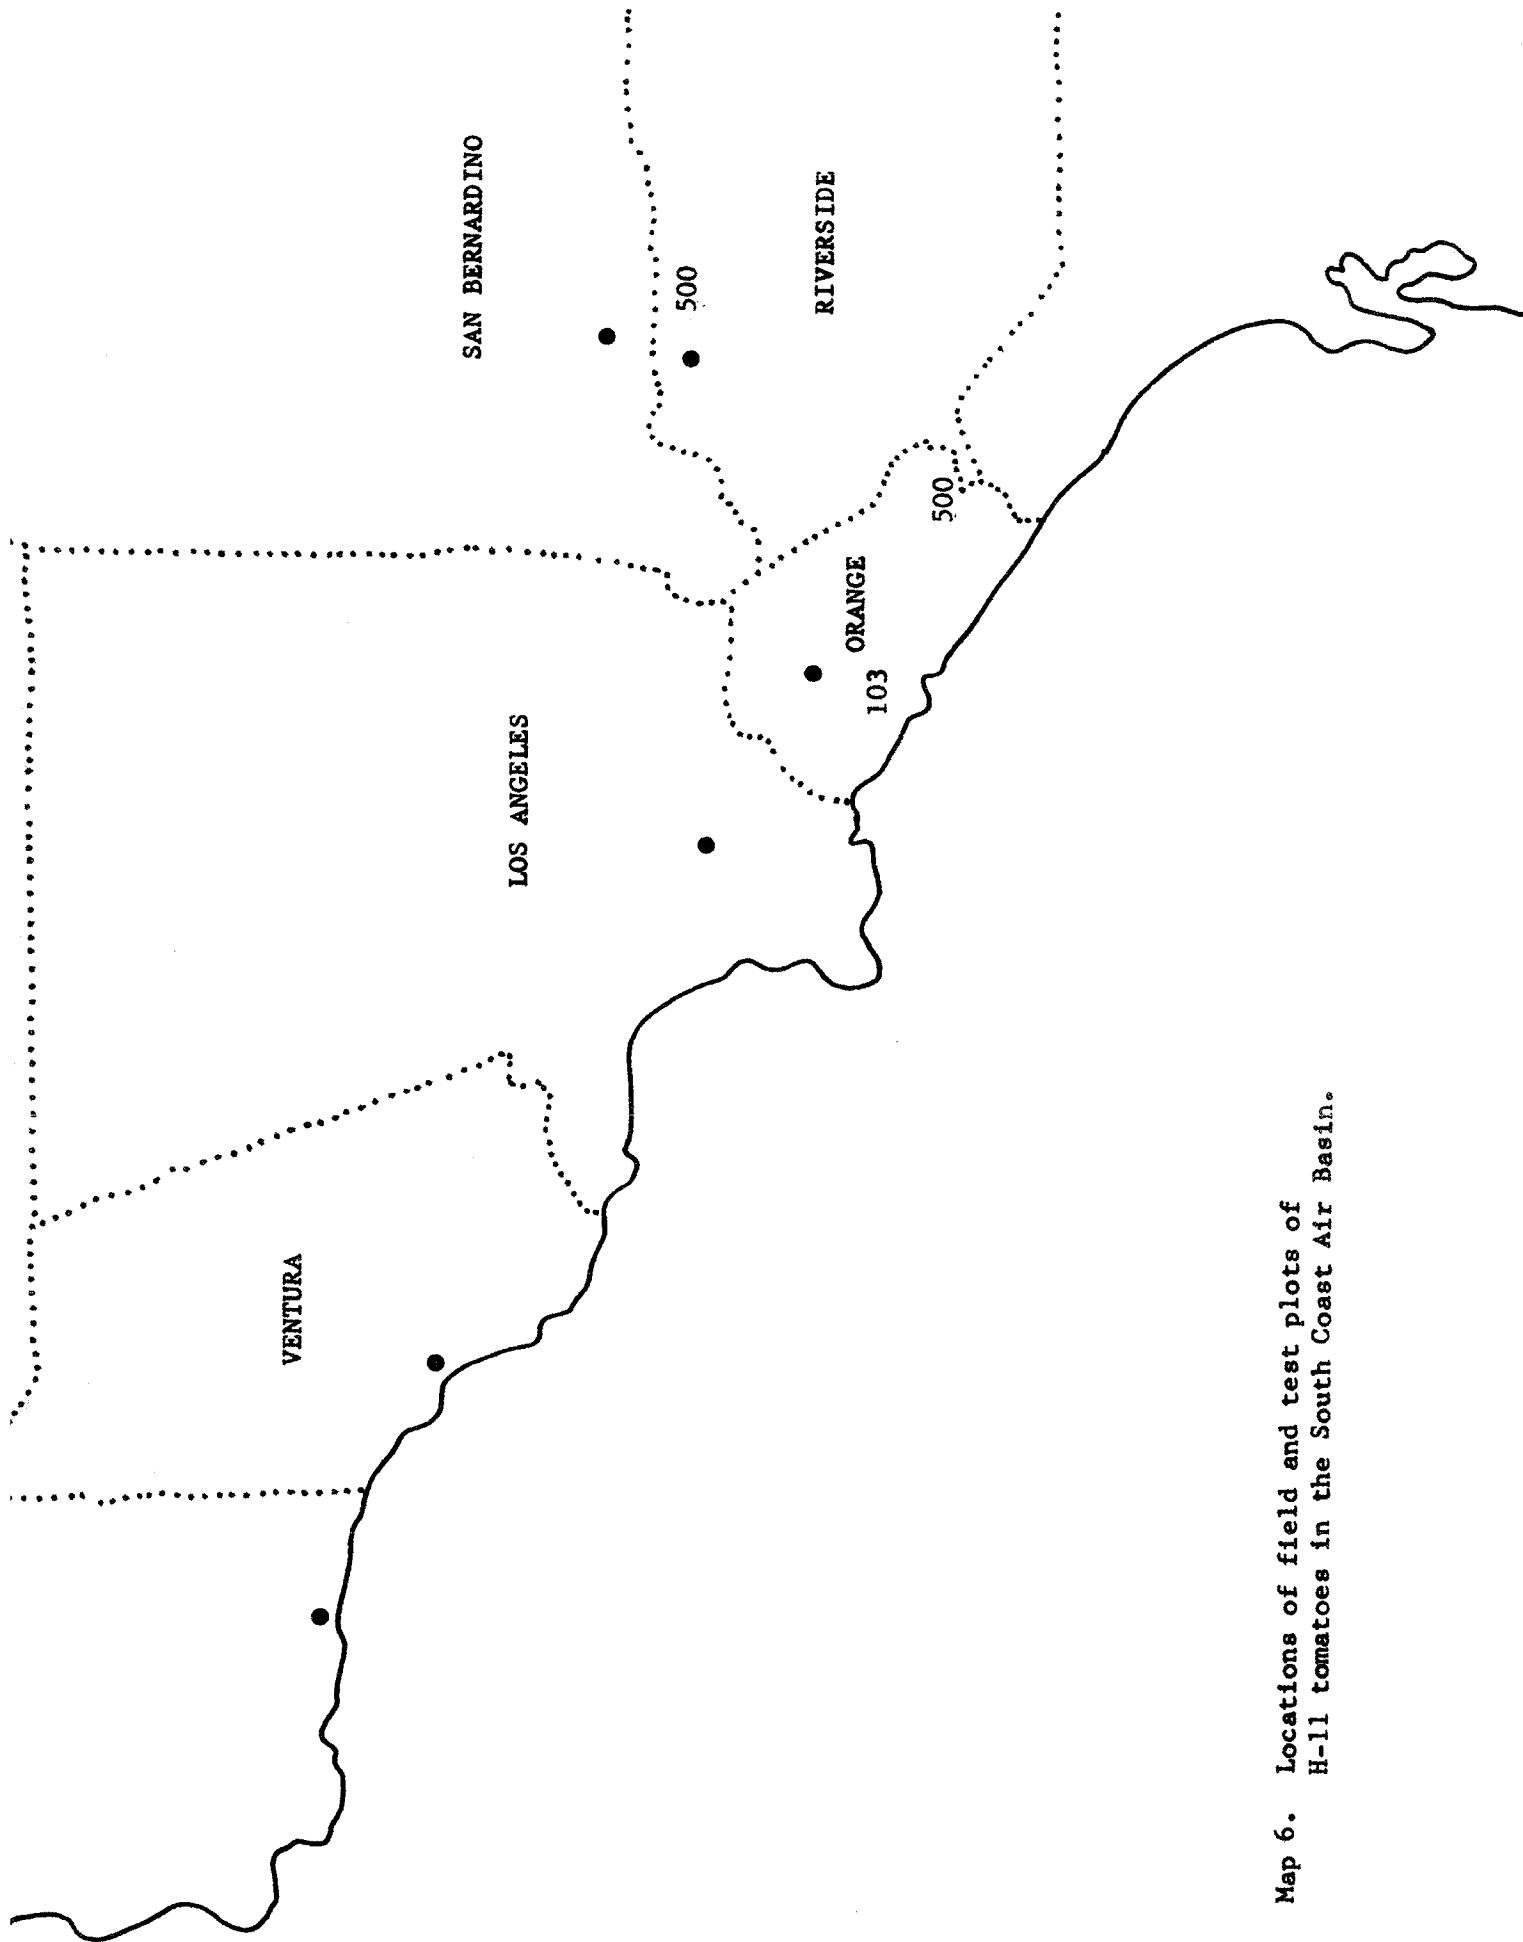 VENTURA
LOS ANGELES
SAN BERNARDINO
500
RIVERSIDE
ORANGE
103
500
Map 6. Locations of field and test plots of
H-11 tomatoes in the South Coast Air Basin.